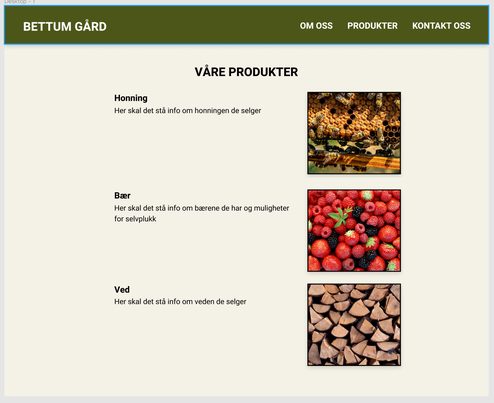 Desktop - 1
BETTUM GÅRD
OM OSS PRODUKTER KONTAKT OSS
VÅRE PRODUKTER
Honning
Her skal det stå info om honningen de selger
Bær
Her skal det stå info om bærene de har og muligheter
for selvplukk
Ved
Her skal det stå info om veden de selger